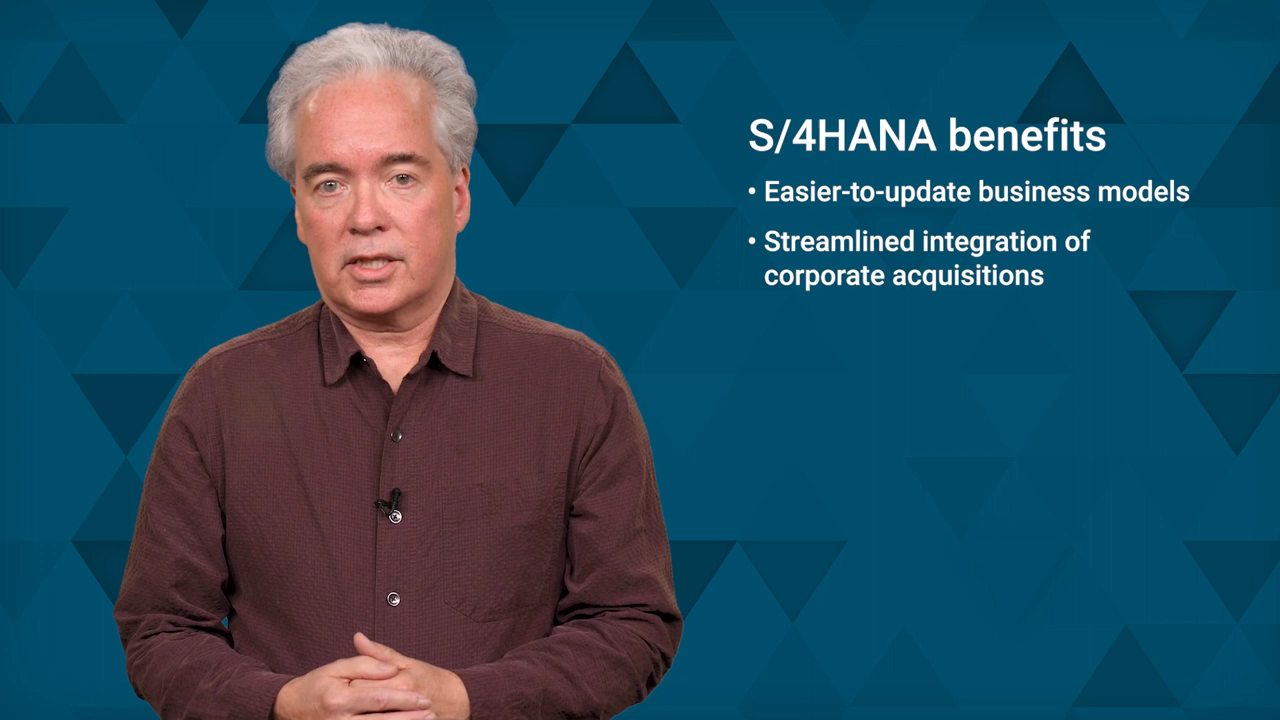 S/4HANA benefits
• Easier-to-update business models
• Streamlined integration of
corporate acquisitions